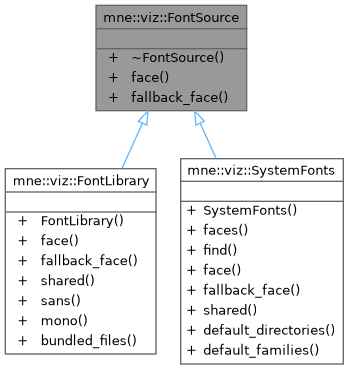 mne::viz::FontSource
+ ~FontSource()
+ face()
+ fallback_face()
mne::viz::FontLibrary
+ FontLibrary()
+ face()
+ fallback_face()
+ shared()
+ sans()
+ mono()
+ bundled_files()
mne::viz::SystemFonts
+ SystemFonts()
+ faces()
+ find()
+ face()
+ fallback_face()
+ shared()
+ default_directories()
+ default_families()